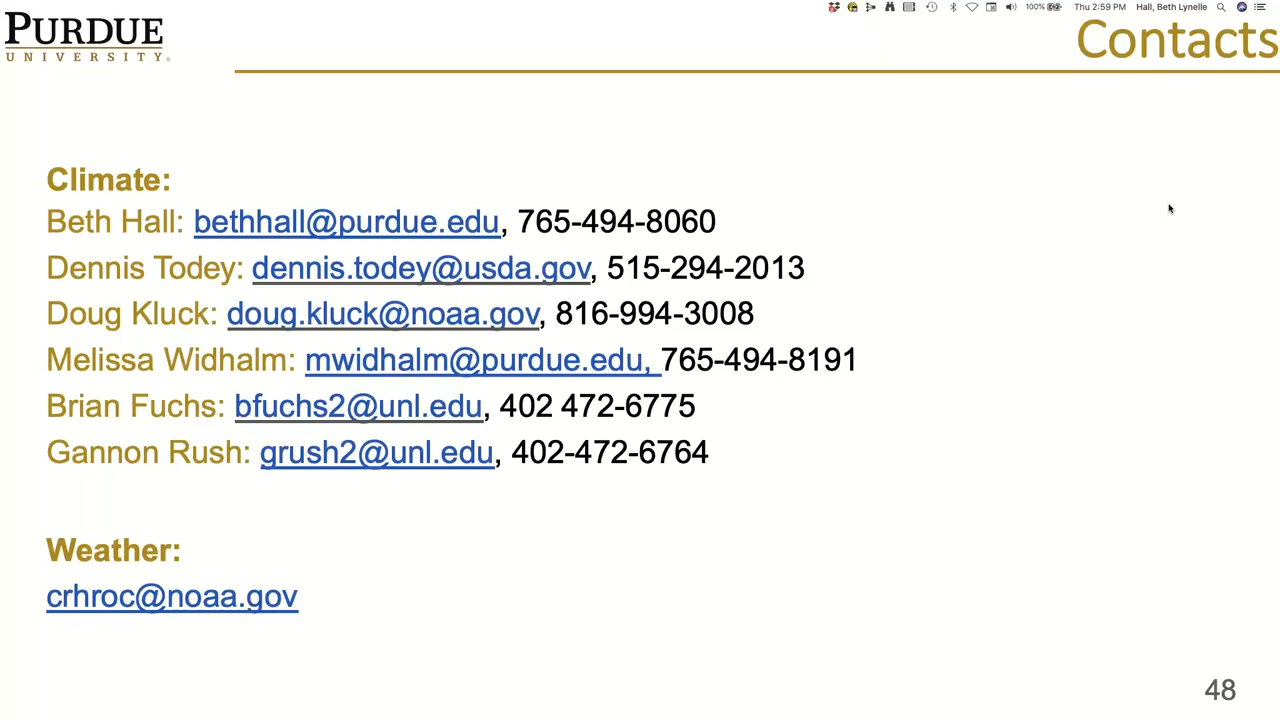 100% Thu 2:59 PM Hall, Beth Lynelle
PURDUE
UNIVERSITY®
Contacts
Climate:
Beth Hall: bethhall@purdue.edu, 765-494-8060
Dennis Todey: dennis.todey@usda.gov, 515-294-2013
Doug Kluck: doug.kluck@noaa.gov, 816-994-3008
Melissa Widhalm: mwidhalm@purdue.edu, 765-494-8191
Brian Fuchs: bfuchs2@unl.edu, 402 472-6775
Gannon Rush: grush2@unl.edu, 402-472-6764
Weather:
crhroc@noaa.gov
48